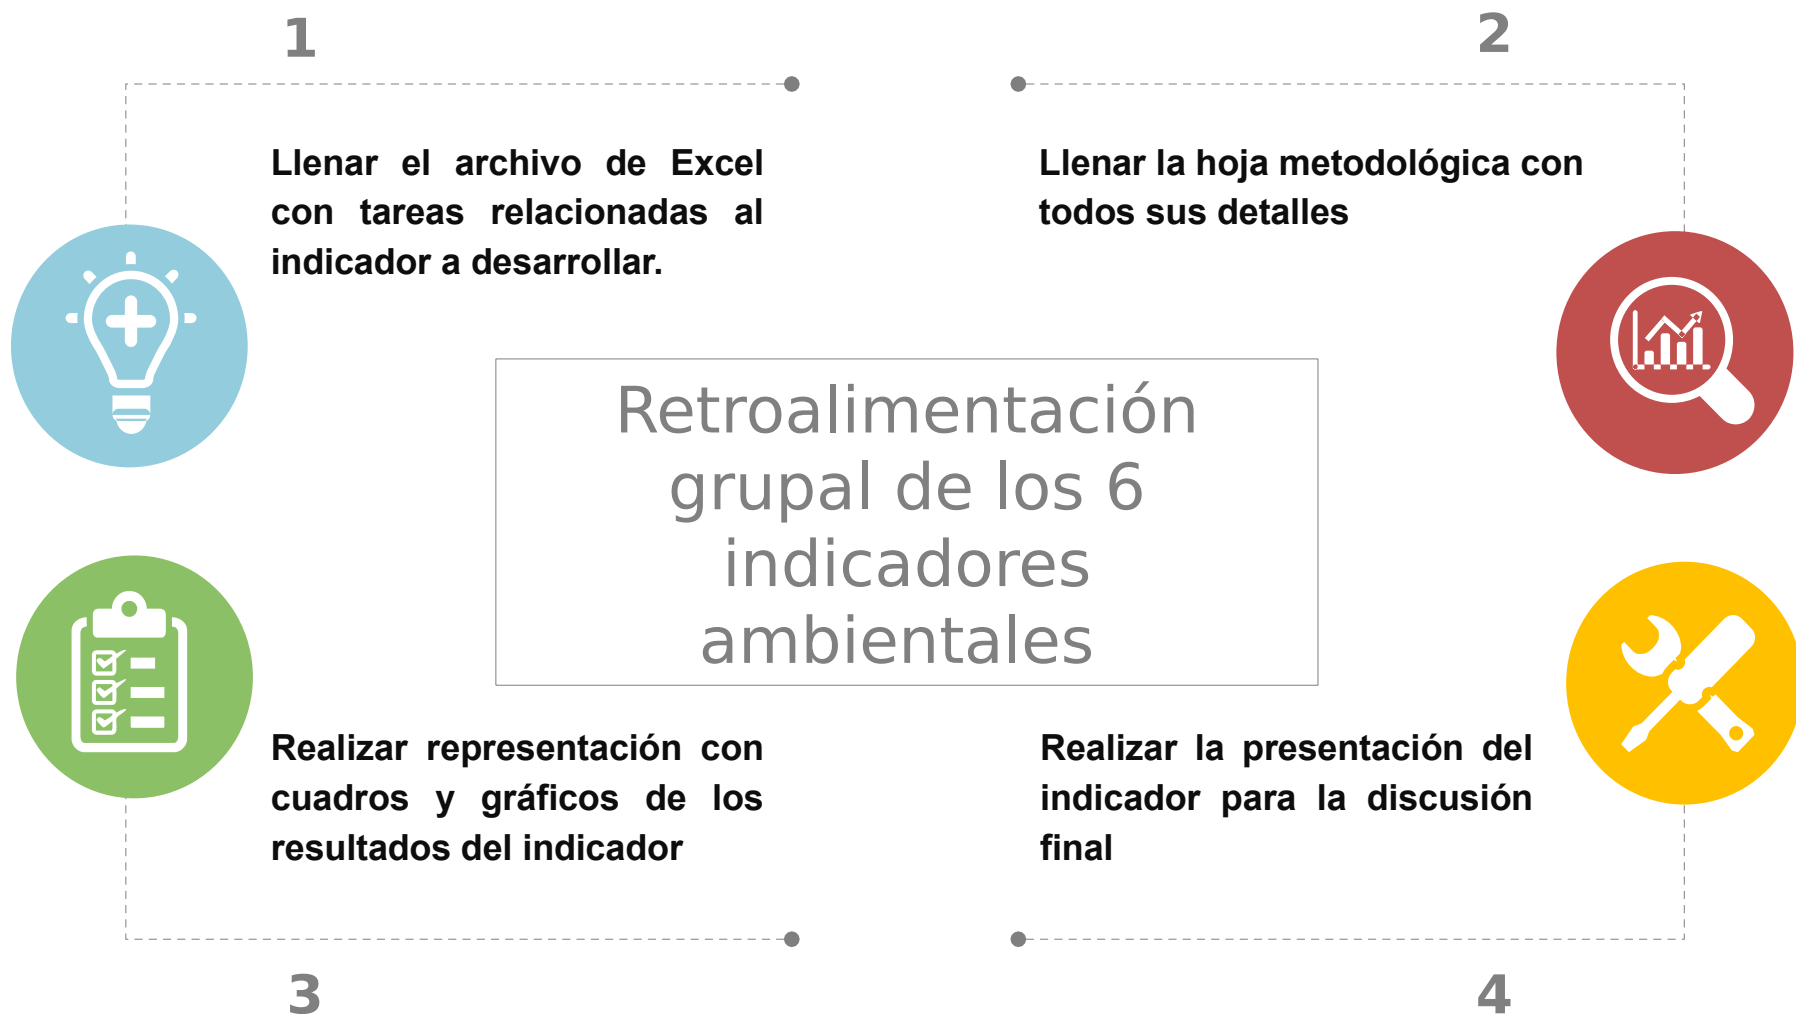 1
Llenar el archivo de Excel
con tareas relacionadas al
indicador a desarrollar.
2
Llenar la hoja metodológica con
todos sus detalles
Retroalimentación
grupal de los 6
indicadores
ambientales
Realizar representación con
cuadros y gráficos de los
resultados del indicador
3
Realizar la presentación del
indicador para la discusión
final
4